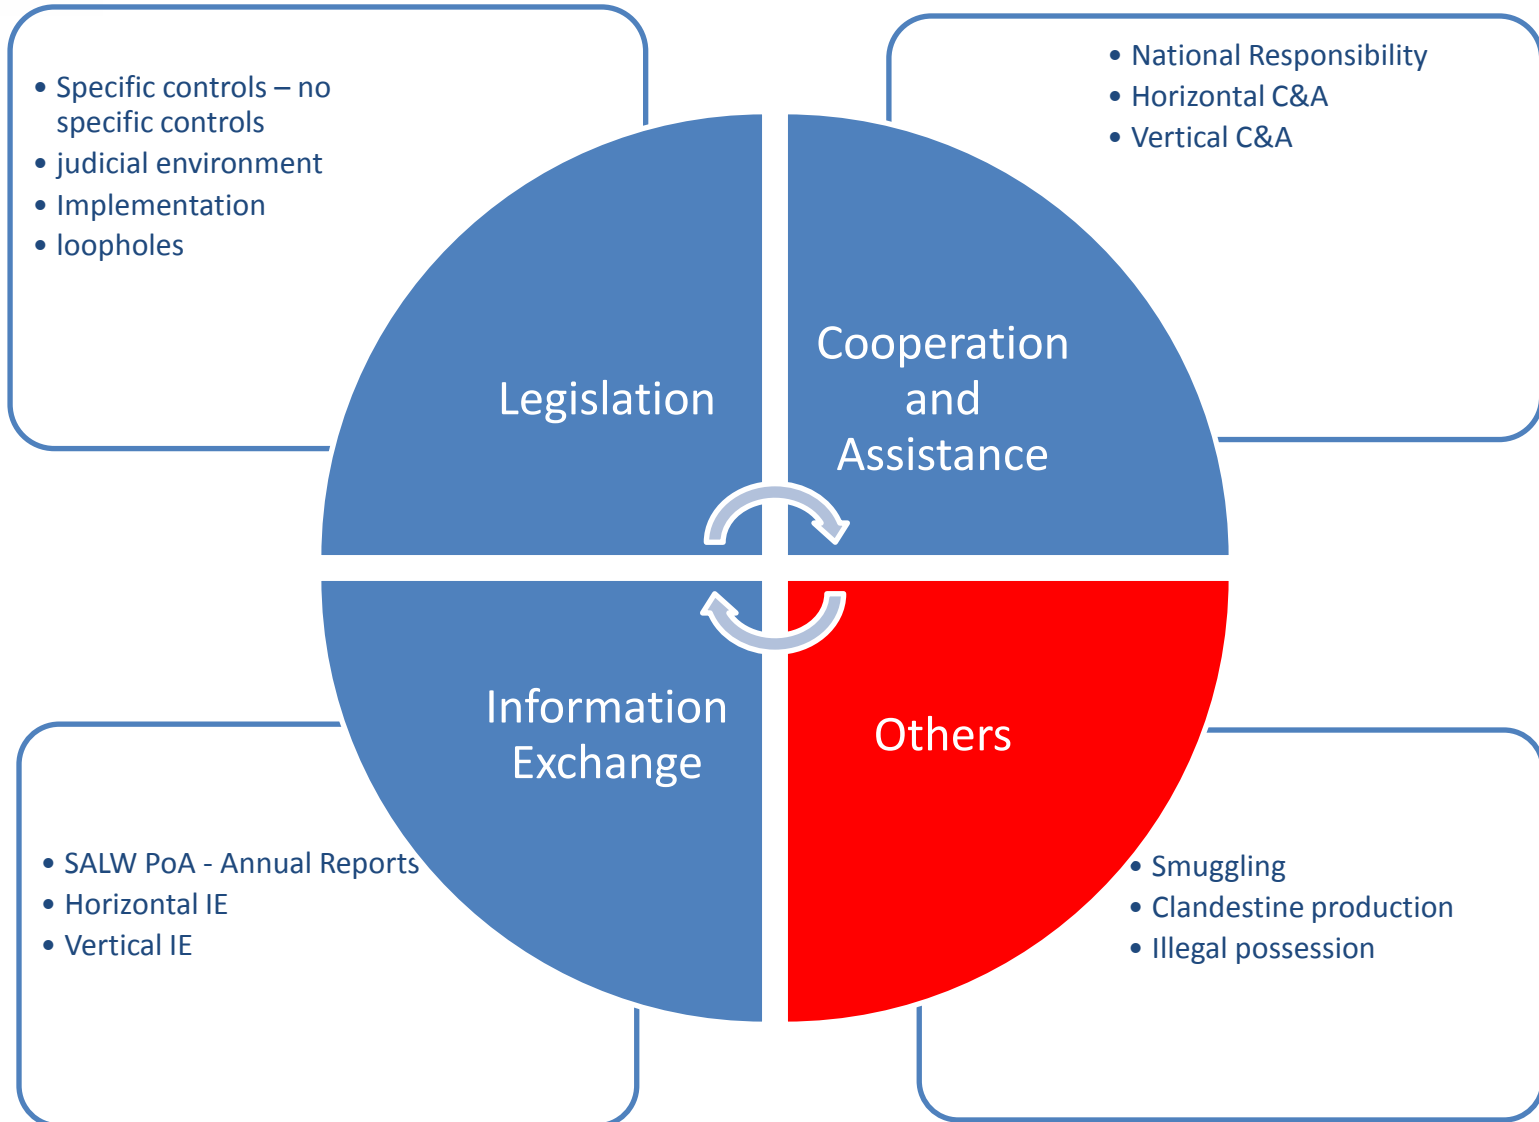 • Specific controls – no
specific controls
• judicial environment
• Implementation
• loopholes
• National Responsibility
• Horizontal C&A
• Vertical C&A
Legislation
Cooperation
and
Assistance
Information
Exchange
Others
• SALW PoA - Annual Reports
• Horizontal IE
• Vertical IE
• Smuggling
• Clandestine production
• Illegal possession